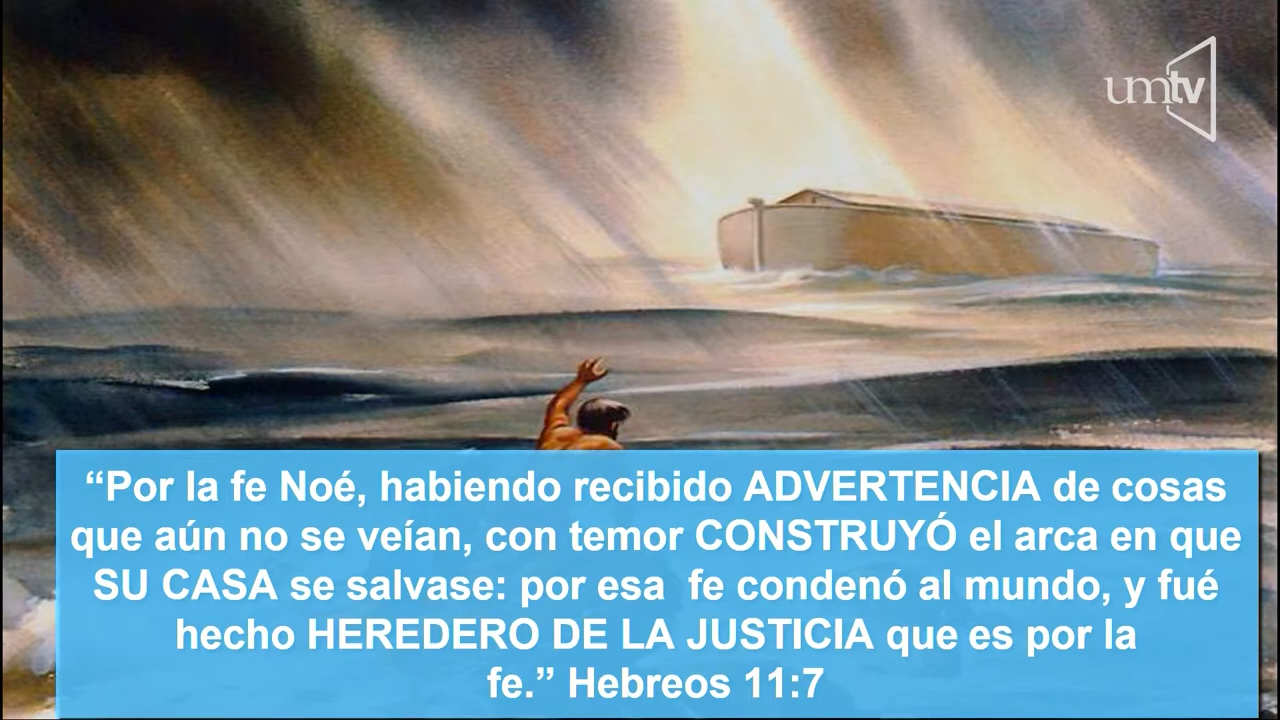 umtv
“Por la fe Noé, habiendo recibido ADVERTENCIA de cosas
que aún no se veían, con temor CONSTRUYÓ el arca en que
SU CASA se salvase: por esa  fe condenó al mundo, y fué
hecho HEREDERO DE LA JUSTICIA que es por la
fe.” Hebreos 11:7